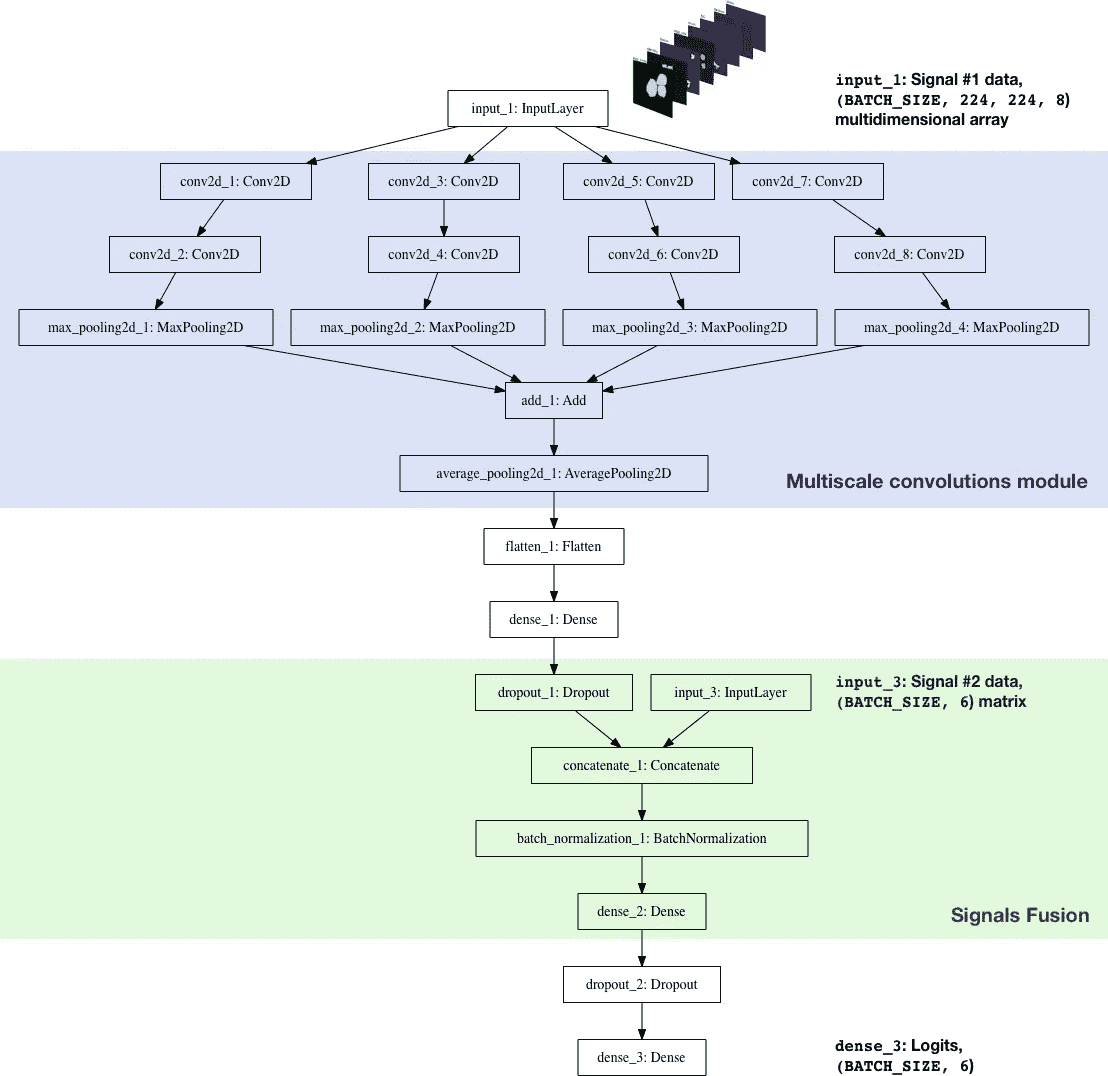 input_1: Signal #1 data,
(BATCH_SIZE, 224, 224, 8)
multidimensional array
input_1: InputLayer
conv2d_1: Conv2D
conv2d_3: Conv2D
conv2d_5: Conv2D
conv2d_7: Conv2D
conv2d_2: Conv2D
conv2d_4: Conv2D
conv2d_6: Conv2D
conv2d_8: Conv2D
max_pooling2d_1: MaxPooling2D
max_pooling2d_2: MaxPooling2D
max_pooling2d_3: MaxPooling2D
max_pooling2d_4: MaxPooling2D
add_1: Add
average_pooling2d_1: AveragePooling2D
Multiscale convolutions module
flatten_1: Flatten
dense_1: Dense
dropout_1: Dropout
input_3: InputLayer
input_3: Signal #2 data,
(BATCH_SIZE, 6) matrix
concatenate_1: Concatenate
batch_normalization_1: BatchNormalization
dense_2: Dense
Signals Fusion
dropout_2: Dropout
dense_3: Dense
dense_3: Logits,
(BATCH_SIZE, 6)